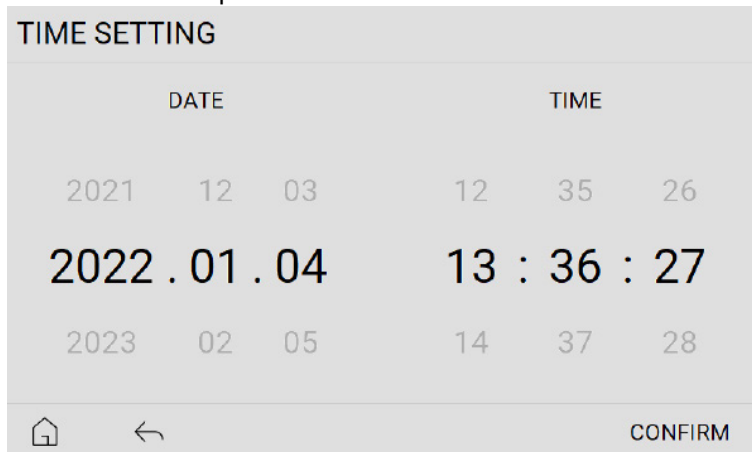 TIME SETTING
DATE TIME
2021 12 03 12 35 26
2022 . 01 . 04 13 : 36 : 27
2023 02 05 14 37 28
CONFIRM